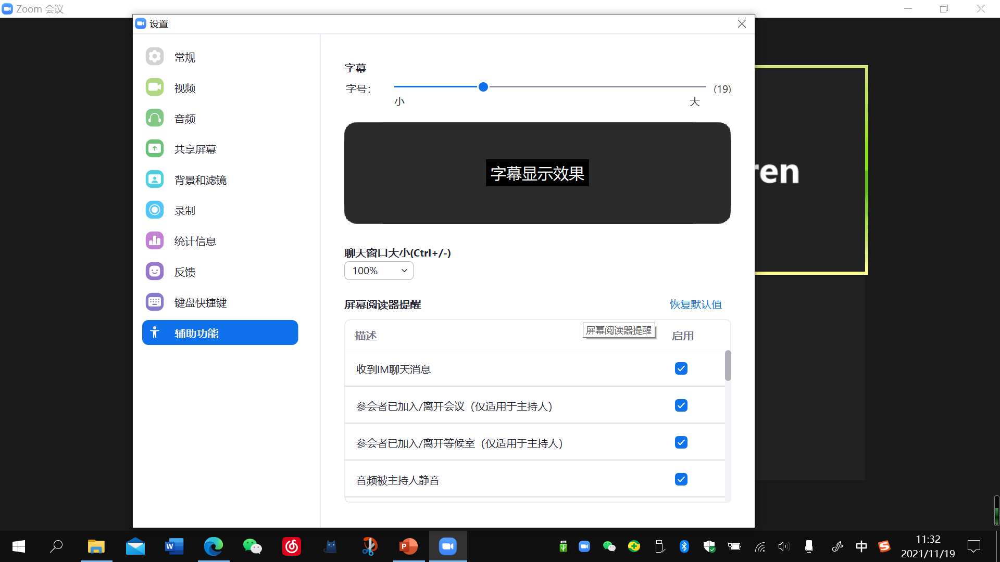 Zoom 会议
设置
常规
视频
音频
共享屏幕
背景和滤镜
录制
统计信息
反馈
键盘快捷键
辅助功能
字幕
字号：
(19)
小
大
字幕显示效果
聊天窗口大小(Ctrl+/-)
100%
屏幕阅读器提醒
恢复默认值
描述
屏幕阅读器提醒
启用
收到IM聊天消息
参会者已加入/离开会议（仅适用于主持人）
参会者已加入/离开等候室（仅适用于主持人）
音频被主持人静音
ren
中
11:32
2021/11/19